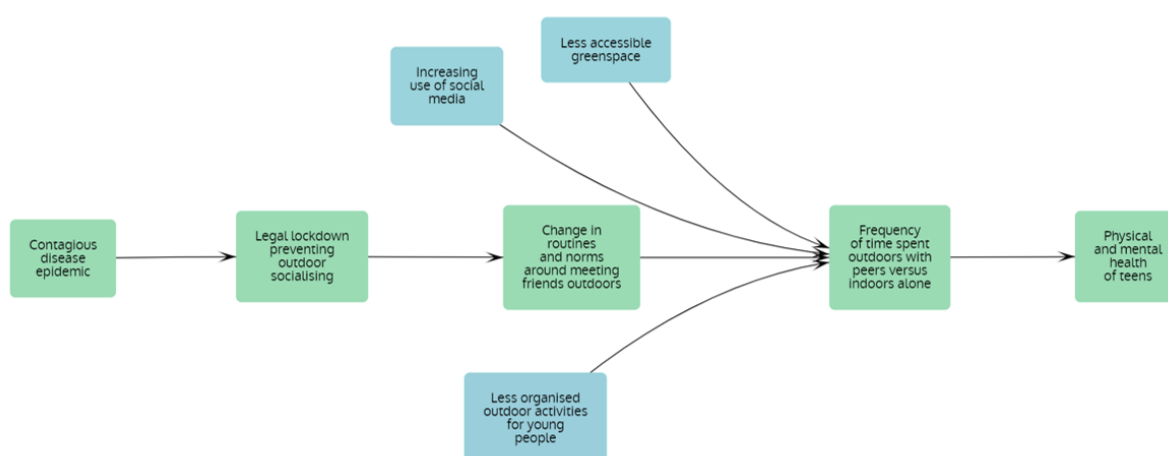 Less accessible
greenspace
Increasing
use of social
media
Contagious
disease
epidemic
Legal lockdown
preventing
outdoor
socialising
Change in
routines
and norms
around meeting
friends outdoors
Frequency
of time spent
outdoors with
peers versus
indoors alone
Physical
and mental
health
of teens
Less organised
outdoor activities
for young
people